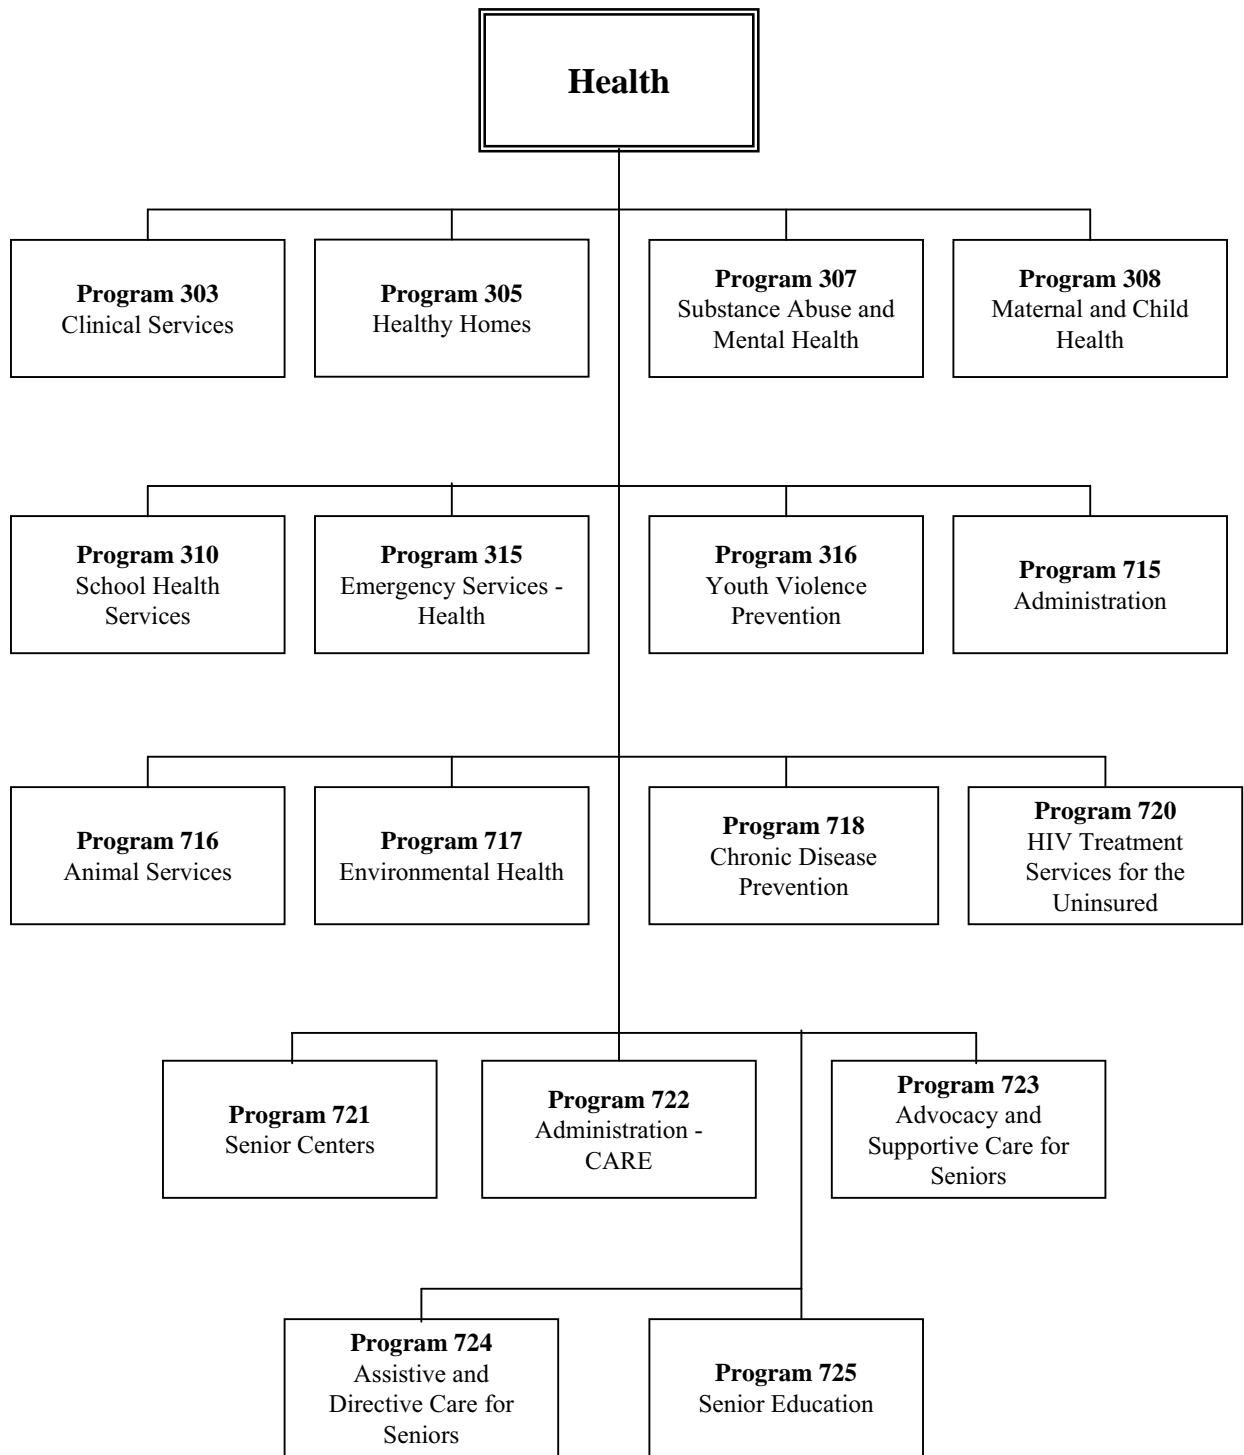 Health
Program 303
Clinical Services
Program 305
Healthy Homes
Program 307
Substance Abuse and
Mental Health
Program 308
Maternal and Child
Health
Program 310
School Health
Services
Program 315
Emergency Services -
Health
Program 316
Youth Violence
Prevention
Program 715
Administration
Program 716
Animal Services
Program 717
Environmental Health
Program 718
Chronic Disease
Prevention
Program 720
HIV Treatment
Services for the
Uninsured
Program 721
Senior Centers
Program 722
Administration -
CARE
Program 723
Advocacy and
Supportive Care for
Seniors
Program 724
Assistive and
Directive Care for
Seniors
Program 725
Senior Education